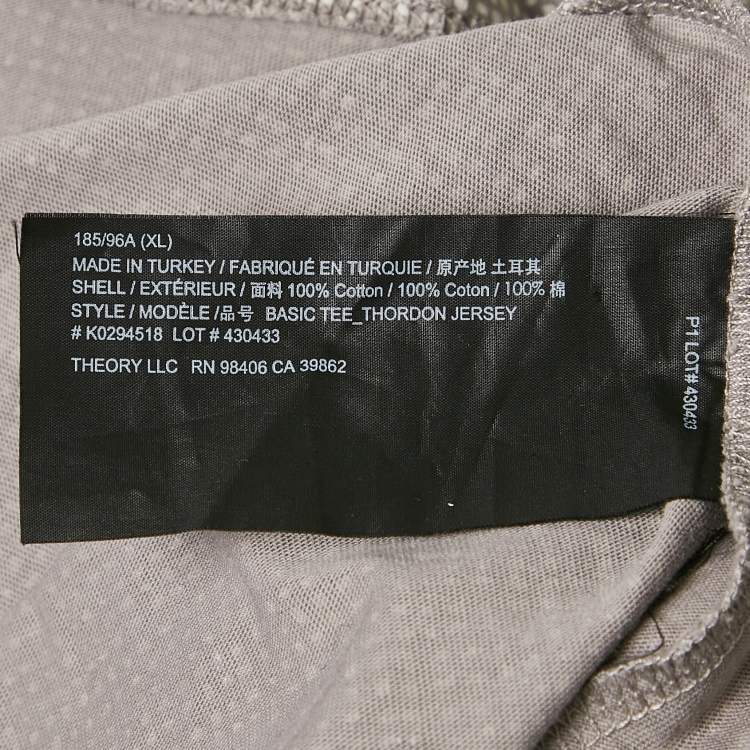 185/96A (XL)
MADE IN TURKEY / FABRIQUÉ EN TURQUIE / 原产地 土耳其
SHELL / EXTÉRIEUR / 面料 100% Cotton / 100% Coton / 100% 棉
STYLE / MODÈLE /品号 BASIC TEE_THORDON JERSEY
# K0294518 LOT # 430433
THEORY LLC RN 98406 CA 39862
P1 LOT# 430433